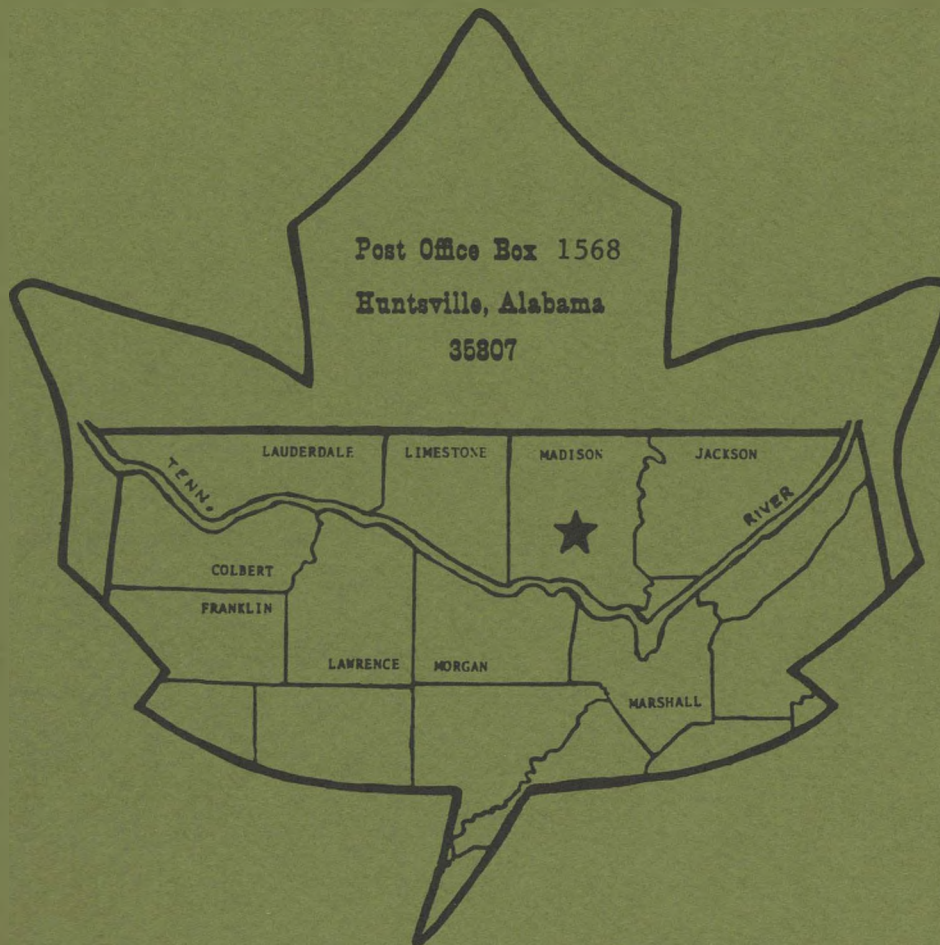 Post Office Box 1568
Huntsville, Alabama
35807
LAUDERDALE
LIMESTONE
MADISON
JACKSON
TENN.
RIVER
COLBERT
FRANKLIN
LAWRENCE
MORGAN
MARSHALL